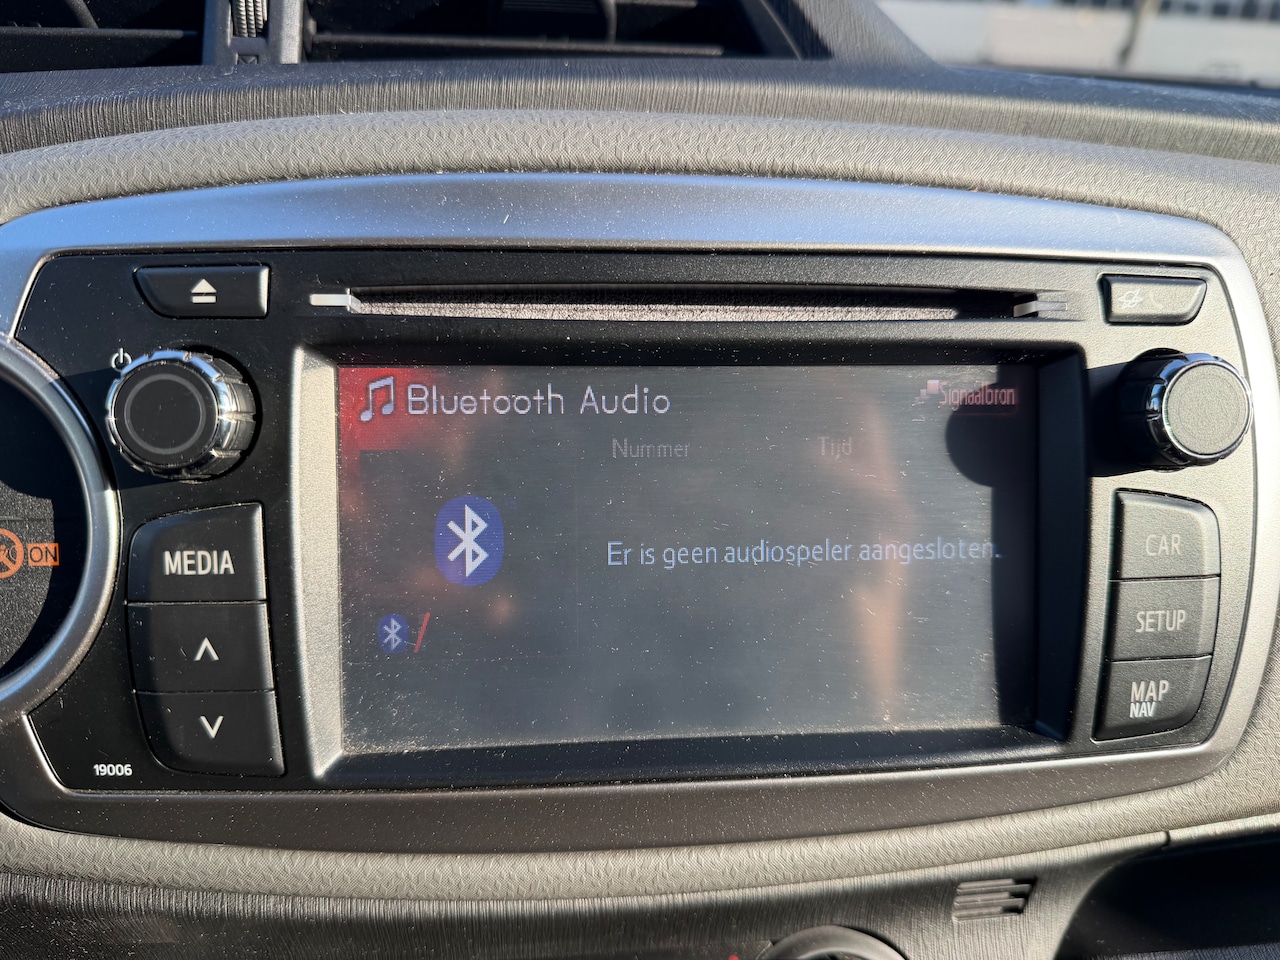 Bluetooth Audio
Signaalbron
Nummer Tijd
Er is geen audiospeler aangesloten.
MEDIA
CAR
SETUP
MAP
NAV
ON
19006